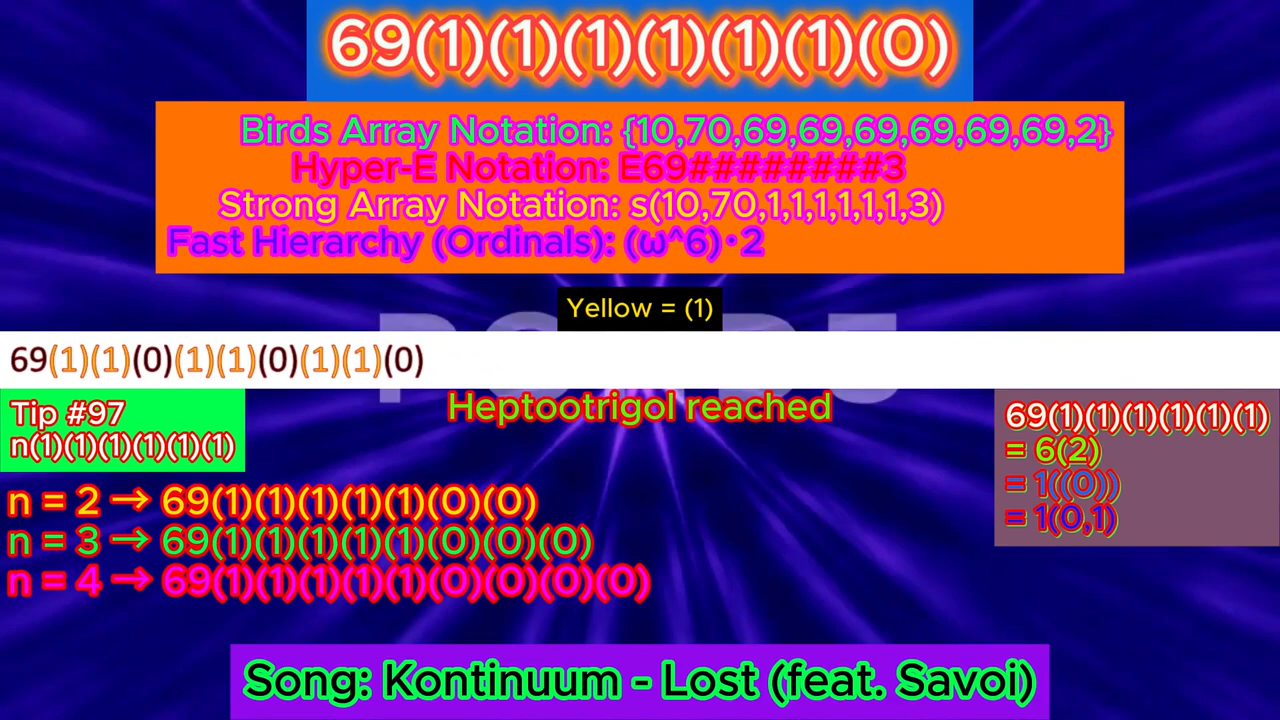 69(1)(1)(1)(1)(1)(1)(0)
Birds Array Notation: {10,70,69,69,69,69,69,69,2}
Hyper-E Notation: E69########3
Strong Array Notation: s(10,70,1,1,1,1,1,1,3)
Fast Hierarchy (Ordinals): (ω^6)·2
Yellow = (1)
69(1)(1)(0)(1)(1)(0)(1)(1)(0)
Tip #97
n(1)(1)(1)(1)(1)(1)
Heptootrigol reached
69(1)(1)(1)(1)(1)(1)
= 6(2)
= 1((0))
= 1(0,1)
n = 2 → 69(1)(1)(1)(1)(1)(0)(0)
n = 3 → 69(1)(1)(1)(1)(1)(0)(0)(0)
n = 4 → 69(1)(1)(1)(1)(1)(0)(0)(0)(0)
Song: Kontinuum - Lost (feat. Savoi)